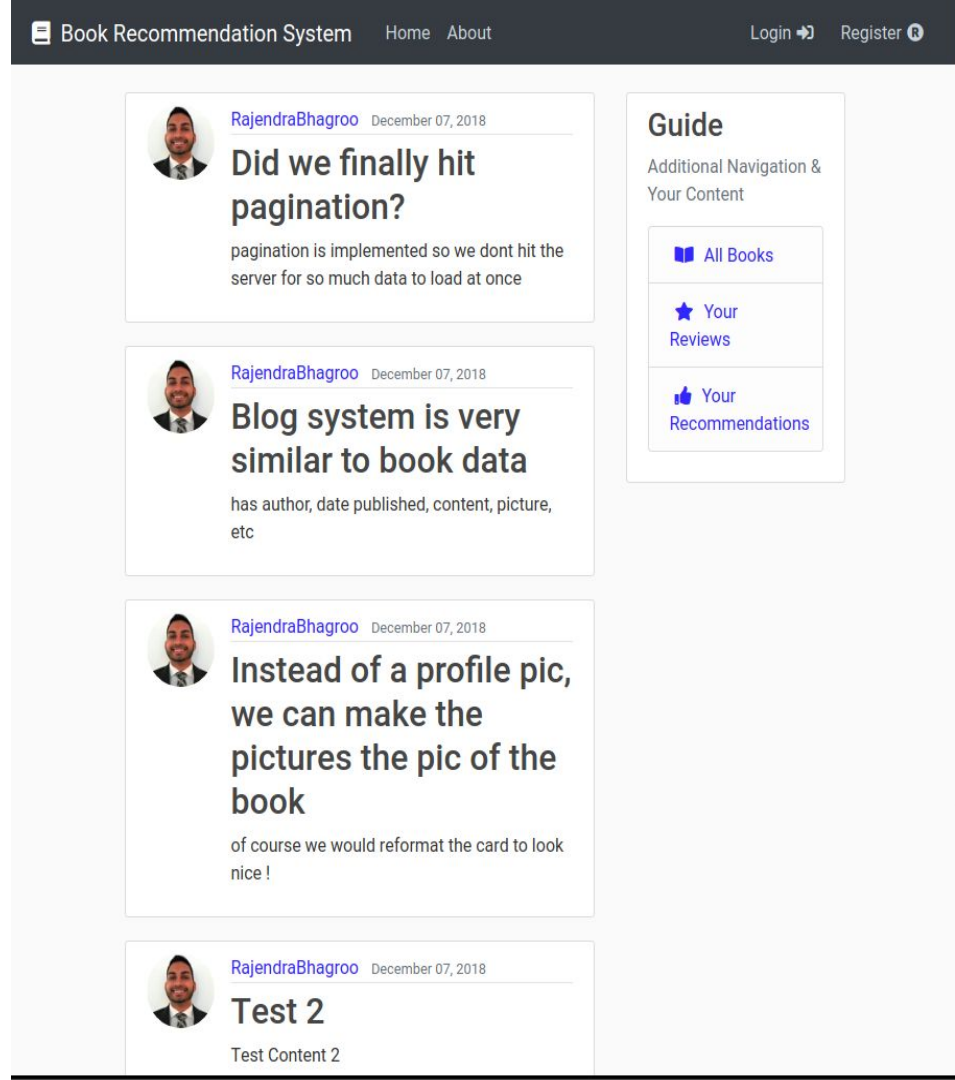 Book Recommendation System Home About Login Register
RajendraBhagroo December 07, 2018
Did we finally hit
pagination?
pagination is implemented so we dont hit the
server for so much data to load at once
RajendraBhagroo December 07, 2018
Blog system is very
similar to book data
has author, date published, content, picture,
etc
RajendraBhagroo December 07, 2018
Instead of a profile pic,
we can make the
pictures the pic of the
book
of course we would reformat the card to look
nice !
RajendraBhagroo December 07, 2018
Test 2
Test Content 2
Guide
Additional Navigation &
Your Content
All Books
Your
Reviews
Your
Recommendations